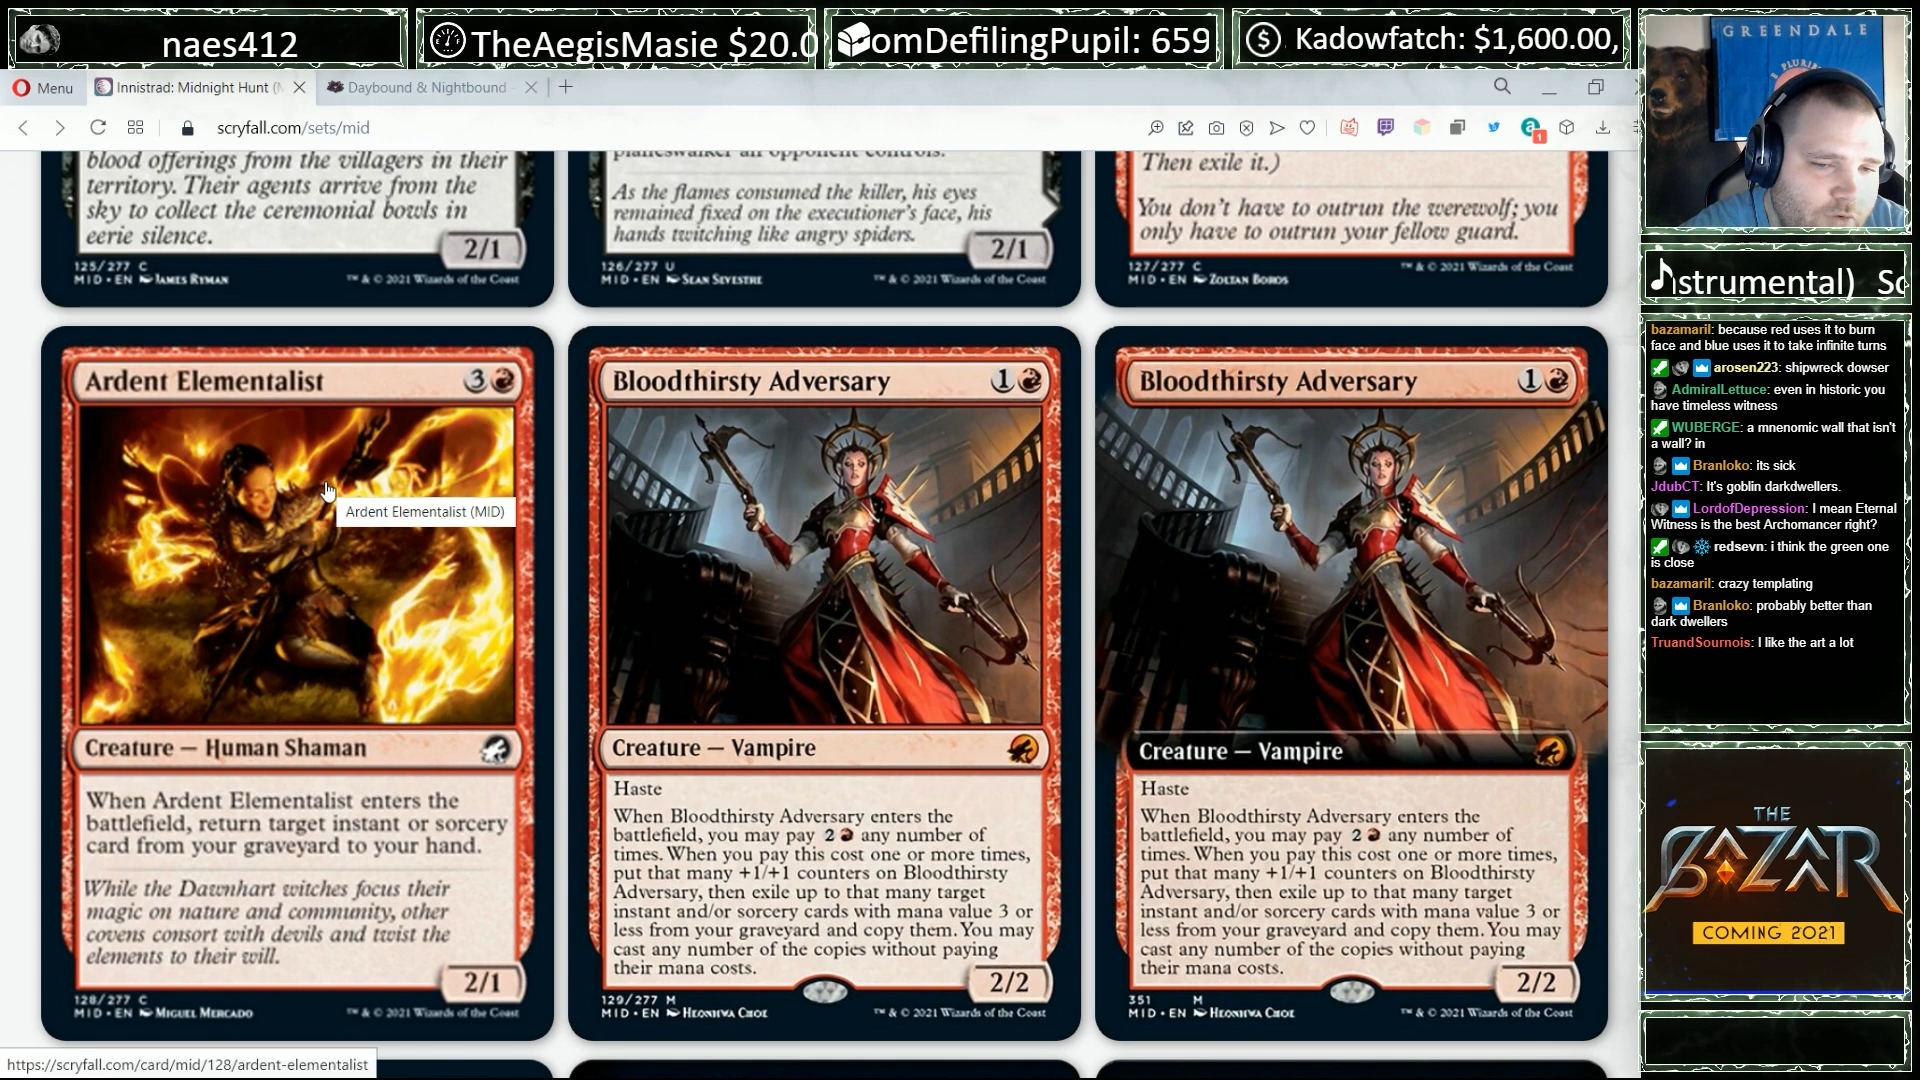 naes412
TheAegisMasie $20.0
omDefilingPupil: 659
Kadowfatch: $1,600.00,
GREENDALE
E PLURIB
Menu
Innistrad: Midnight Hunt (M
Daybound & Nightbound
scryfall.com/sets/mid
1
blood offerings from the villagers in their
territory. Their agents arrive from the
sky to collect the ceremonial bowls in
eerie silence.
2/1
125/277 C
MID • EN James Ryman
™ & © 2021 Wizards of the Coast
planeswalker an opponent controls.
As the flames consumed the killer, his eyes
remained fixed on the executioner's face, his
hands twitching like angry spiders.
2/1
126/277 U
MID • EN Sean Sevestre
™ & © 2021 Wizards of the Coast
Then exile it.)
You don't have to outrun the werewolf; you
only have to outrun your fellow guard.
127/277 C
MID • EN Zoltan Boros
™ & © 2021 Wizards of the Coast
Ardent Elementalist 3
Ardent Elementalist (MID)
Creature — Human Shaman
When Ardent Elementalist enters the
battlefield, return target instant or sorcery
card from your graveyard to your hand.
While the Dawnhart witches focus their
magic on nature and community, other
covens consort with devils and twist the
elements to their will.
2/1
128/277 C
MID • EN Miguel Mercado
™ & © 2021 Wizards of the Coast
Bloodthirsty Adversary 1
Creature — Vampire
Haste
When Bloodthirsty Adversary enters the
battlefield, you may pay 2 any number of
times. When you pay this cost one or more times,
put that many +1/+1 counters on Bloodthirsty
Adversary, then exile up to that many target
instant and/or sorcery cards with mana value 3 or
less from your graveyard and copy them. You may
cast any number of the copies without paying
their mana costs.
2/2
129/277 M
MID • EN Heonhwa Choe
™ & © 2021 Wizards of the Coast
Bloodthirsty Adversary 1
Creature — Vampire
Haste
When Bloodthirsty Adversary enters the
battlefield, you may pay 2 any number of
times. When you pay this cost one or more times,
put that many +1/+1 counters on Bloodthirsty
Adversary, then exile up to that many target
instant and/or sorcery cards with mana value 3 or
less from your graveyard and copy them. You may
cast any number of the copies without paying
their mana costs.
2/2
351 M
MID • EN Heonhwa Choe
™ & © 2021 Wizards of the Coast
https://scryfall.com/card/mid/128/ardent-elementalist
strumental) So
bazamaril: because red uses it to burn
face and blue uses it to take infinite turns
arosen223: shipwreck dowser
AdmiralLettuce: even in historic you
have timeless witness
WUBERGE: a mnenomic wall that isn't
a wall? in
Branloko: its sick
JdubCT: It's goblin darkdwellers.
LordofDepression: I mean Eternal
Witness is the best Archomancer right?
redsevn: i think the green one
is close
bazamaril: crazy templating
Branloko: probably better than
dark dwellers
TruandSournois: I like the art a lot
THE
BAZAAR
COMING 2021